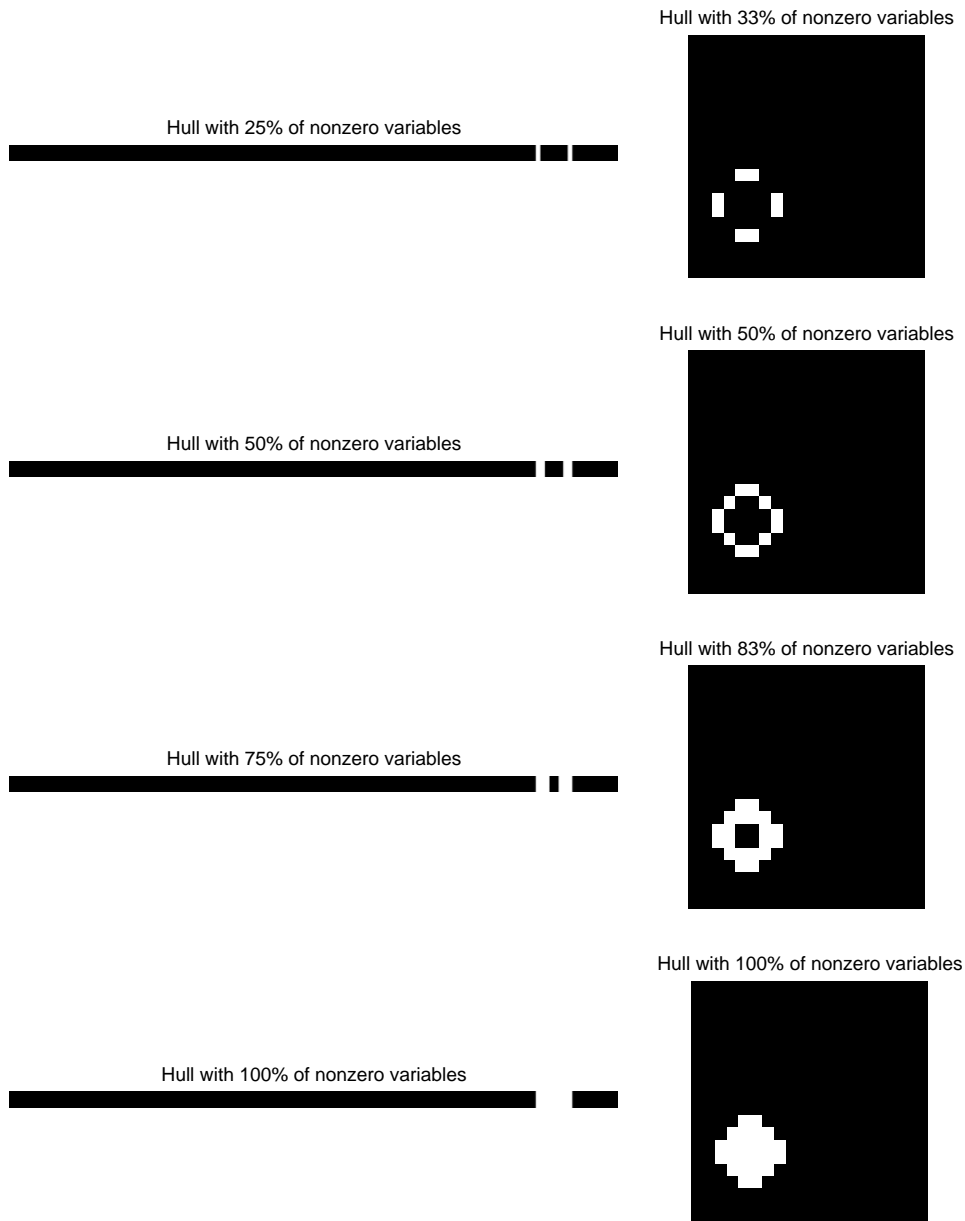 Hull with 33% of nonzero variables
Hull with 25% of nonzero variables
Hull with 50% of nonzero variables
Hull with 50% of nonzero variables
Hull with 83% of nonzero variables
Hull with 75% of nonzero variables
Hull with 100% of nonzero variables
Hull with 100% of nonzero variables